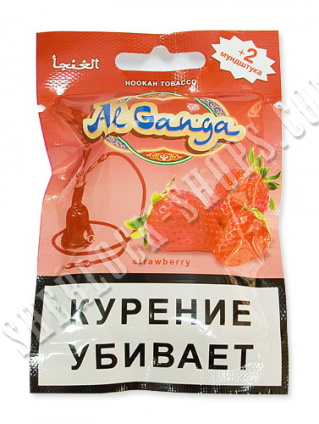 HOOKAH TOBACCO
+2
мундштука
Al Ganga
strawberry
КУРЕНИЕ
УБИВАЕТ